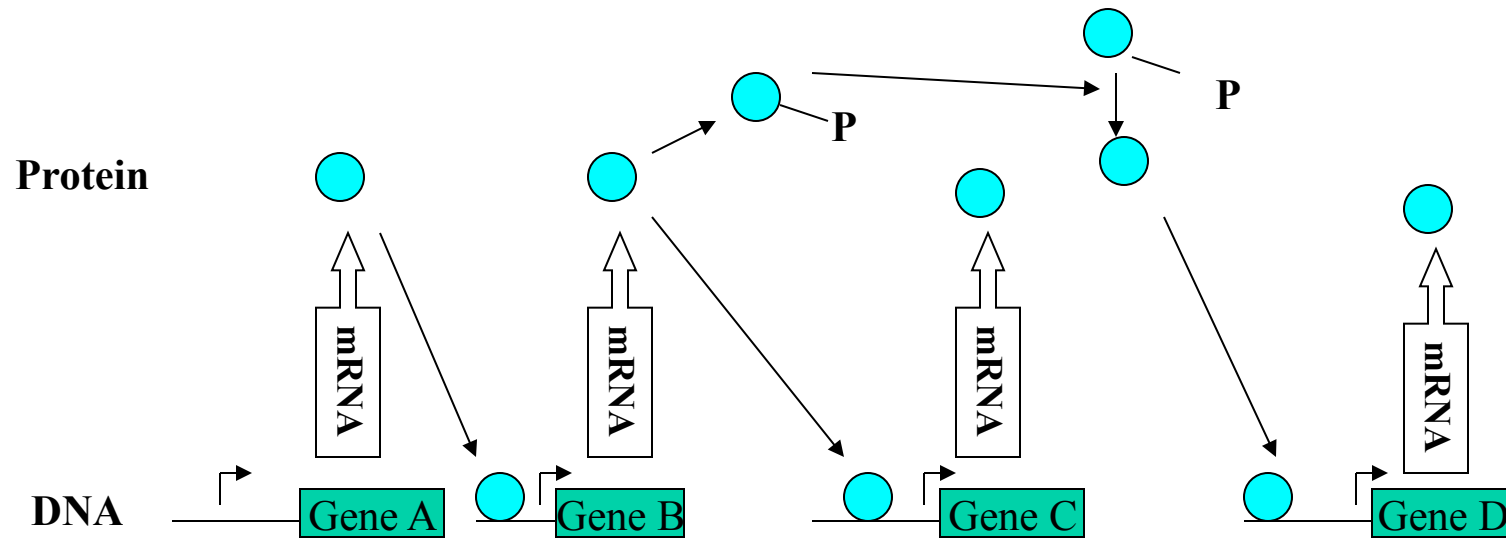 P
P
Protein
mRNA
mRNA
mRNA
mRNA
DNA
Gene A
Gene B
Gene C
Gene D